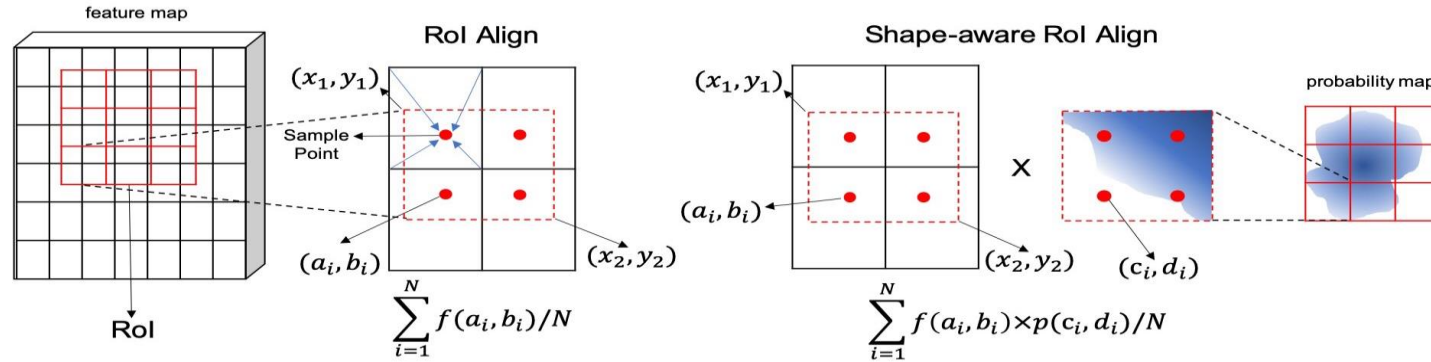 feature map
RoI
RoI Align
(x₁, y₁)
Sample
Point
(aᵢ, bᵢ)
(x₂, y₂)
∑ᵢ₌₁ᴺ f(aᵢ, bᵢ)/N
Shape-aware RoI Align
(x₁, y₁)
(aᵢ, bᵢ)
(x₂, y₂)
X
(cᵢ, dᵢ)
probability map
∑ᵢ₌₁ᴺ f(aᵢ, bᵢ)×p(cᵢ, dᵢ)/N